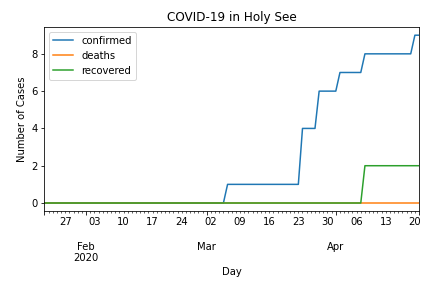 COVID-19 in Holy See
confirmed
deaths
recovered
Number of Cases
8
6
4
2
0
27 03 10 17 24 02 09 16 23 30 06 13 20
Feb Mar Apr
2020
Day